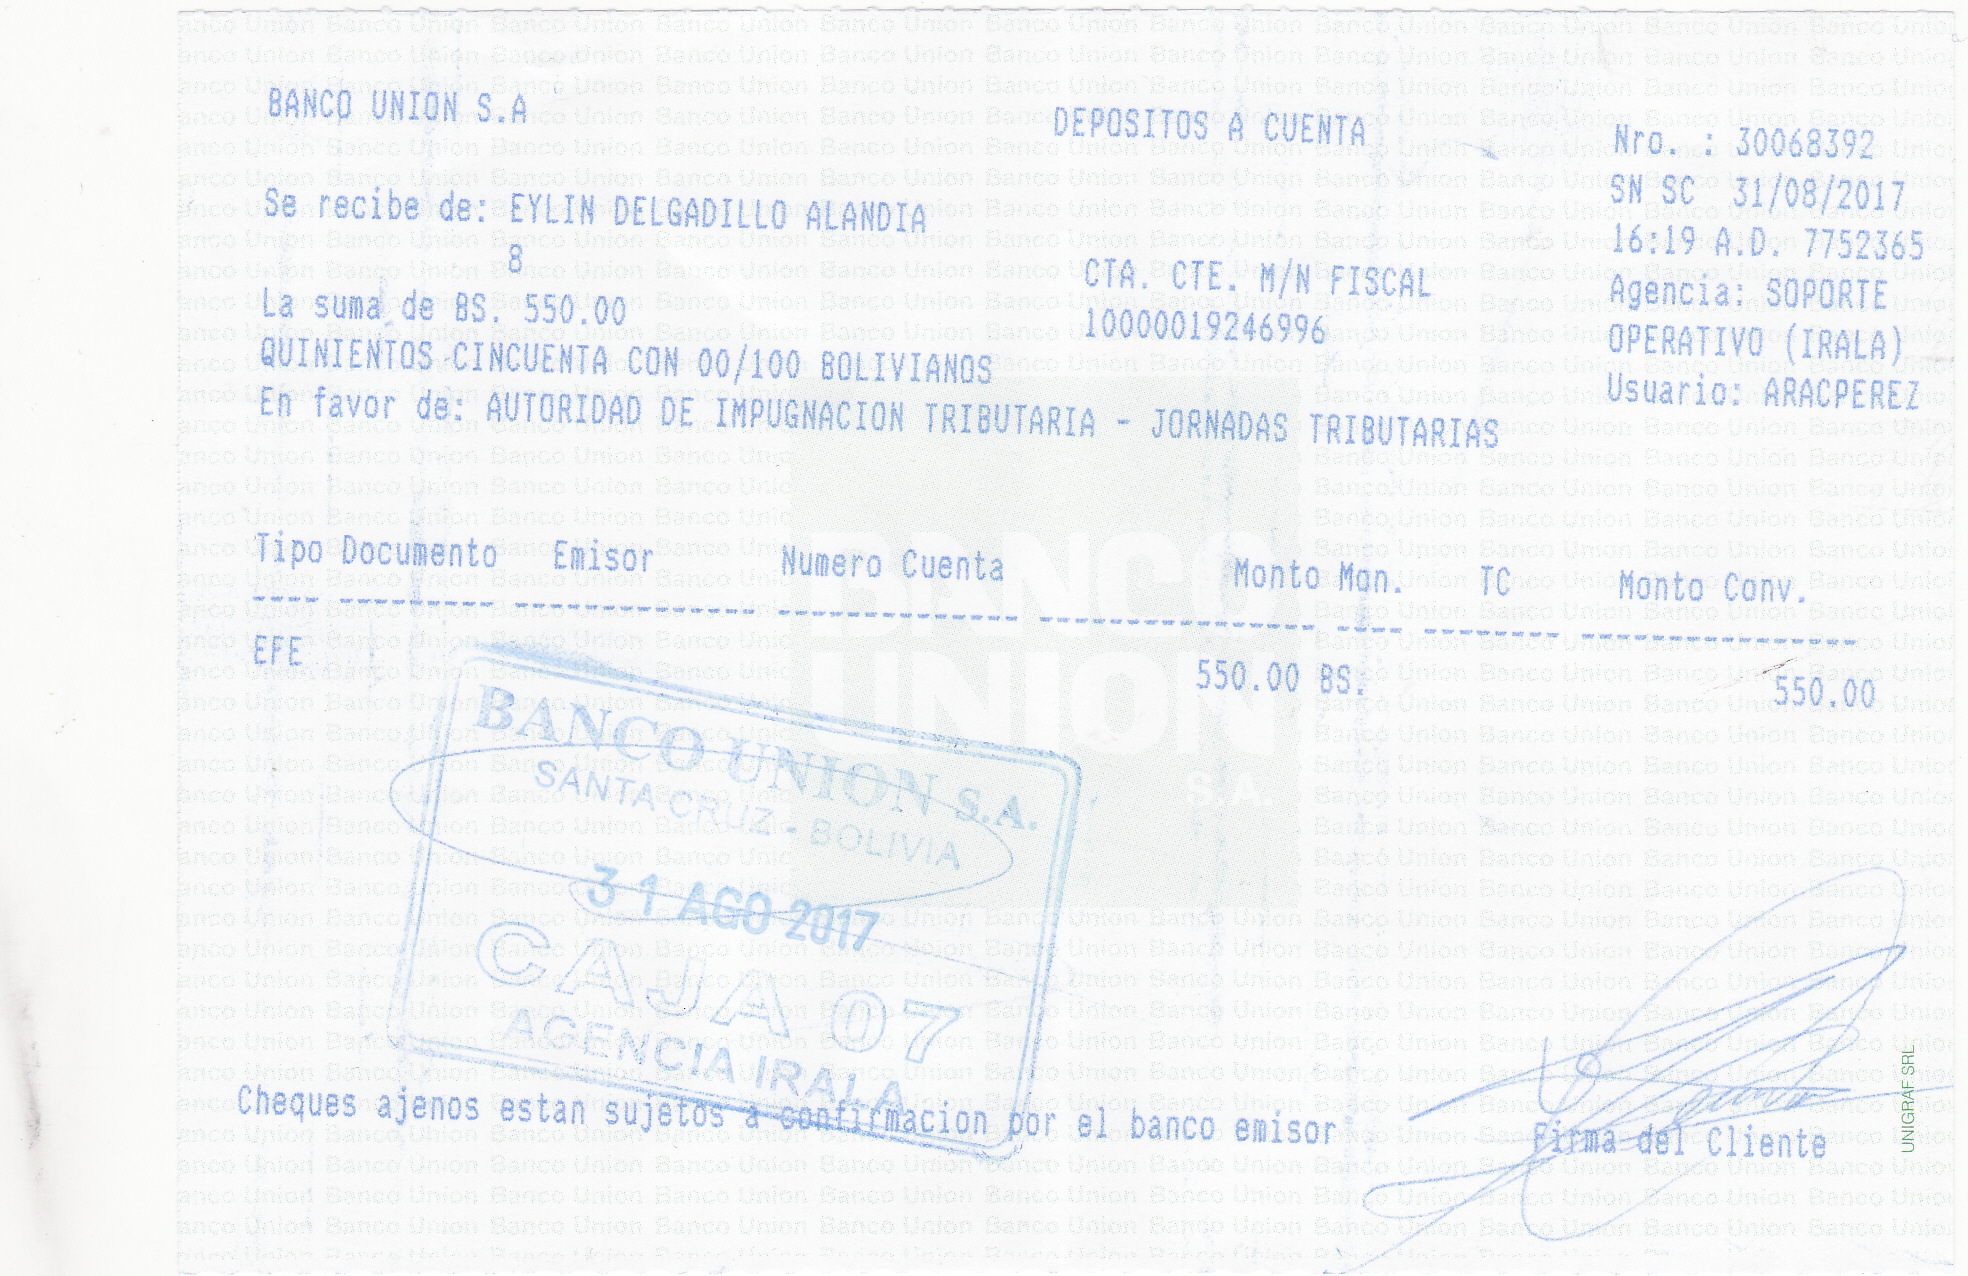 BANCO UNION S.A
DEPOSITOS A CUENTA
Nro. : 30068392
SN SC 31/08/2017
16:19 A.D. 7752365
Agencia: SOPORTE
OPERATIVO (IRALA)
Usuario: ARACPEREZ
Se recibe de: EYLIN DELGADILLO ALANDIA
8
CTA. CTE. M/N FISCAL
10000019246996
La suma de BS. 550.00
QUINIENTOS CINCUENTA CON 00/100 BOLIVIANOS
En favor de: AUTORIDAD DE IMPUGNACION TRIBUTARIA - JORNADAS TRIBUTARIAS
Tipo Documento Emisor Numero Cuenta Monto Mon. TC Monto Conv.
EFE 550.00 BS. 550.00
BANCO UNION S.A.
BANCO UNION S.A.
SANTA CRUZ - BOLIVIA
31 AGO 2017
CAJA 07
AGENCIA IRALA
Cheques ajenos estan sujetos a confirmacion por el banco emisor
Firma del Cliente
UNIGRAF SRL